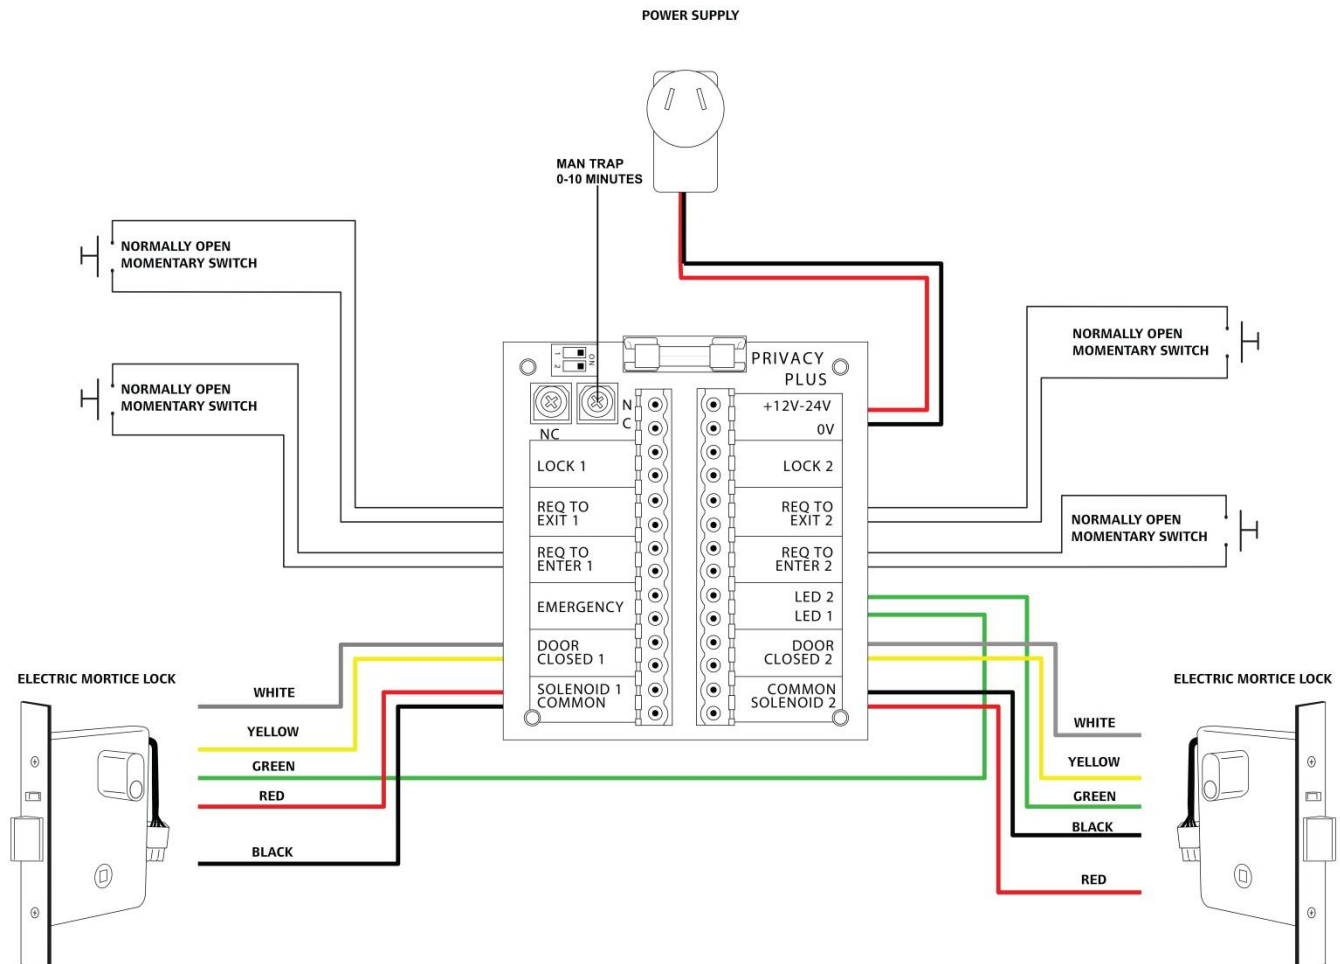 POWER SUPPLY
MAN TRAP
0-10 MINUTES
NORMALLY OPEN
MOMENTARY SWITCH
NORMALLY OPEN
MOMENTARY SWITCH
NORMALLY OPEN
MOMENTARY SWITCH
NORMALLY OPEN
MOMENTARY SWITCH
1
2
ON
PRIVACY
PLUS
N
C
NC
+12V-24V
0V
LOCK 1
LOCK 2
REQ TO
EXIT 1
REQ TO
EXIT 2
REQ TO
ENTER 1
REQ TO
ENTER 2
EMERGENCY
LED 2
LED 1
DOOR
CLOSED 1
DOOR
CLOSED 2
SOLENOID 1
COMMON
COMMON
SOLENOID 2
ELECTRIC MORTICE LOCK
WHITE
YELLOW
GREEN
RED
BLACK
ELECTRIC MORTICE LOCK
WHITE
YELLOW
GREEN
BLACK
RED